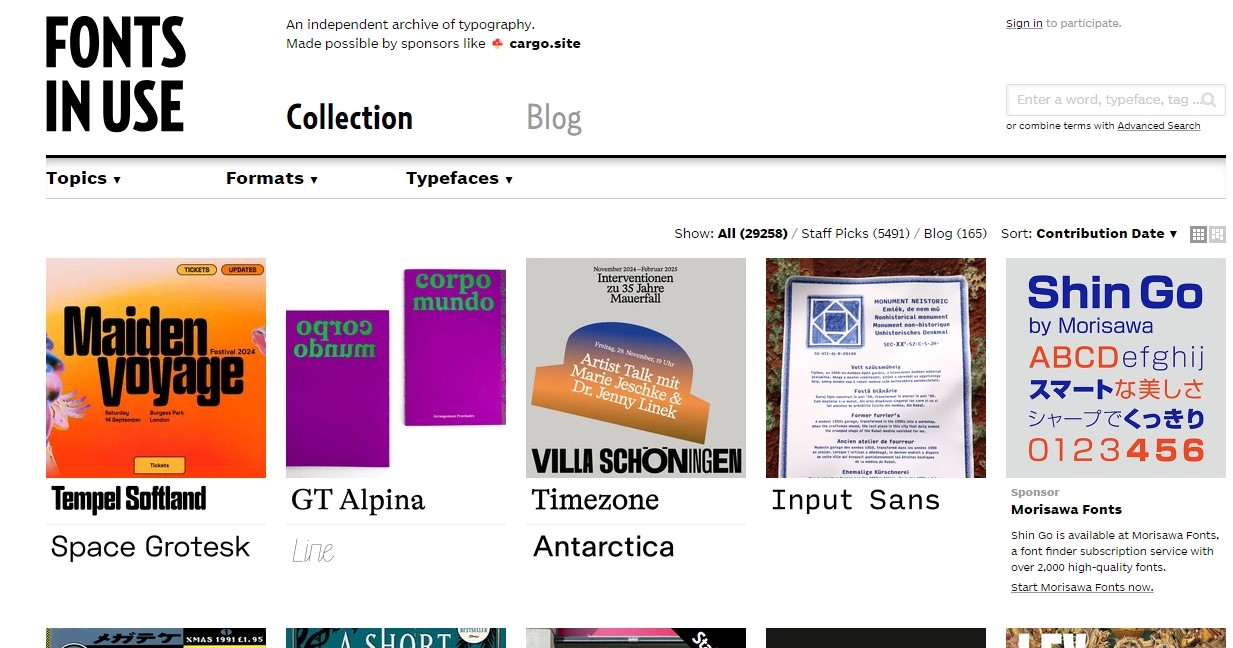 FONTS
IN USE
An independent archive of typography.
Made possible by sponsors like cargo.site
Sign in to participate.
Collection
Blog
Enter a word, typeface, tag ...
or combine terms with Advanced Search
Topics ▼
Formats ▼
Typefaces ▼
Show: All (29258) / Staff Picks (5491) / Blog (165)
Sort: Contribution Date ▼
TICKETS
UPDATES
Maiden
voyage
Festival 2024
Saturday
14 September
Burgess Park
London
Tickets
Tempel Softland
Space Grotesk
corpo
mundo
corpo
mundo
GT Alpina
Line
November 2024—Februar 2025
Interventionen
zu 35 Jahre
Mauerfall
Freitag, 29. November, 19 Uhr
Artist Talk mit
Marie Jeschke &
Dr. Jenny Linek
VILLA SCHÖNINGEN
Timezone
Antarctica
MONUMENT NEISTORIC
Emlék, de nem mű
Nonhistorical monument
Monument non-historique
Unhistorisches Denkmal
Volt szűcsműhely
Fostă blănărie
Former furrier's
Ancien atelier de fourreur
Ehemalige Kürschnerei
Input Sans
Shin Go
by Morisawa
ABCDefghij
スマートな美しさ
シャープでくっきり
0123456
Sponsor
Morisawa Fonts
Shin Go is available at Morisawa Fonts,
a font finder subscription service with
over 2,000 high-quality fonts.
Start Morisawa Fonts now.
メガテク
XMAS 1991 £1.95
A SHORT
BESTSELLER
Sta
LEX